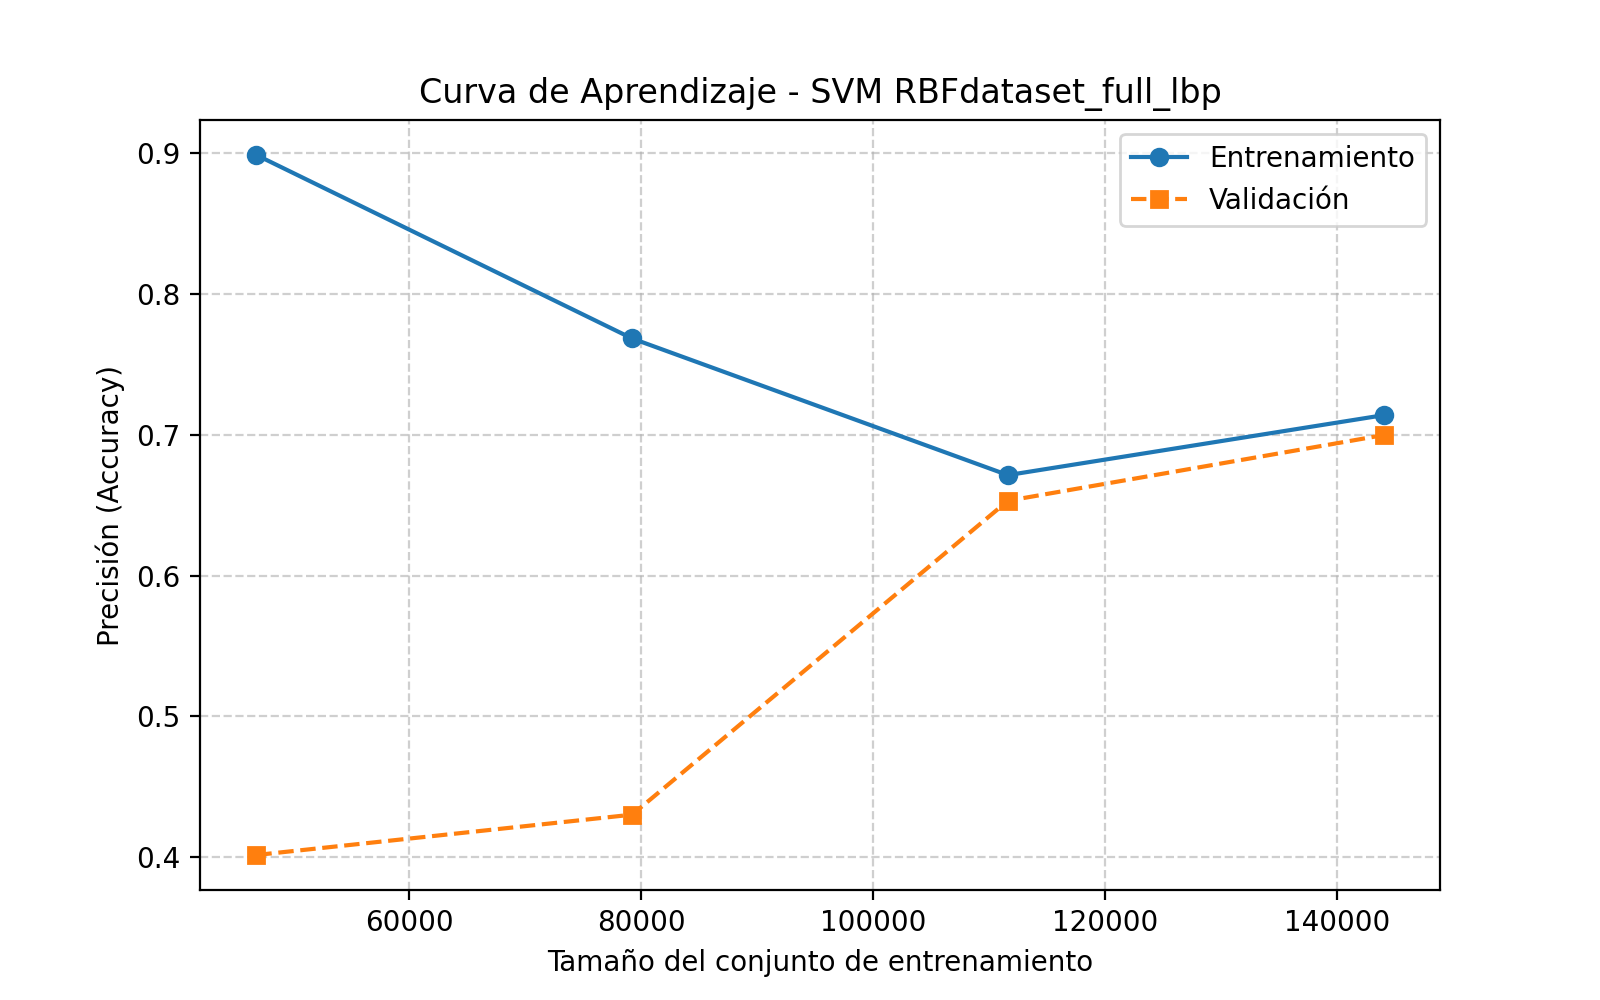 Curva de Aprendizaje - SVM RBFdataset_full_lbp
Entrenamiento
Validación
Precisión (Accuracy)
0.9
0.8
0.7
0.6
0.5
0.4
60000
80000
100000
120000
140000
Tamaño del conjunto de entrenamiento